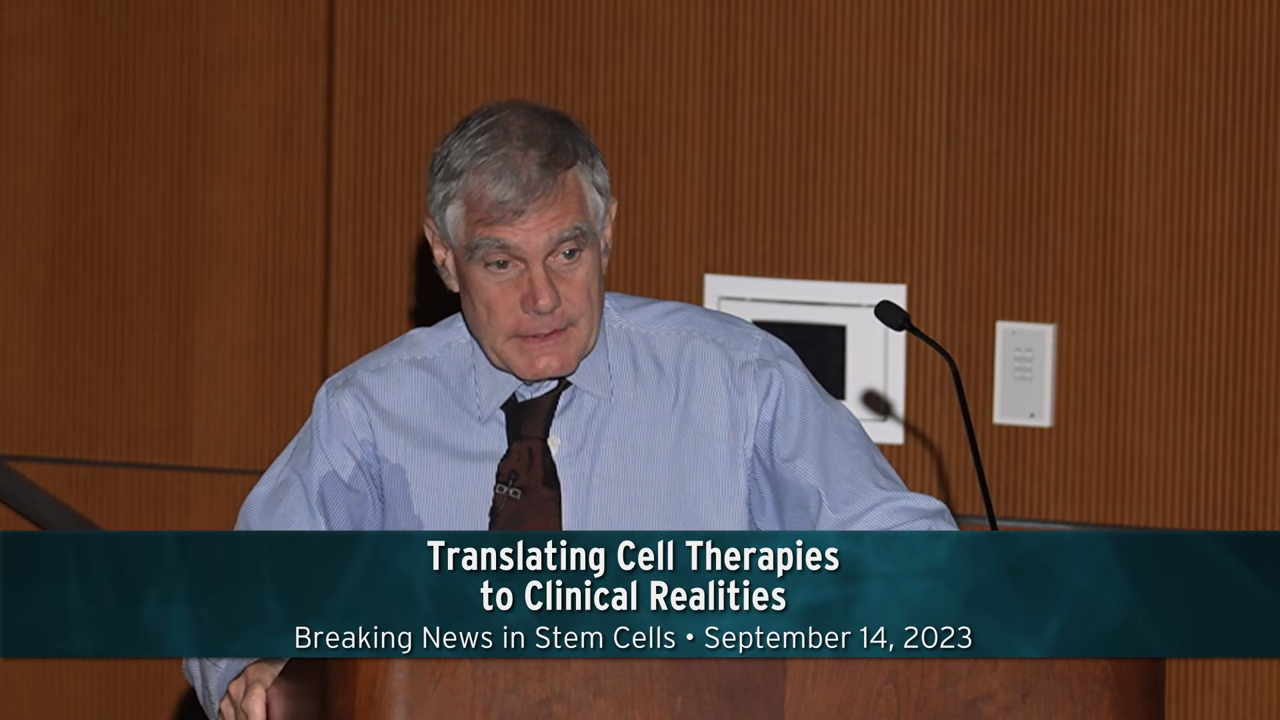 Translating Cell Therapies
to Clinical Realities
Breaking News in Stem Cells • September 14, 2023